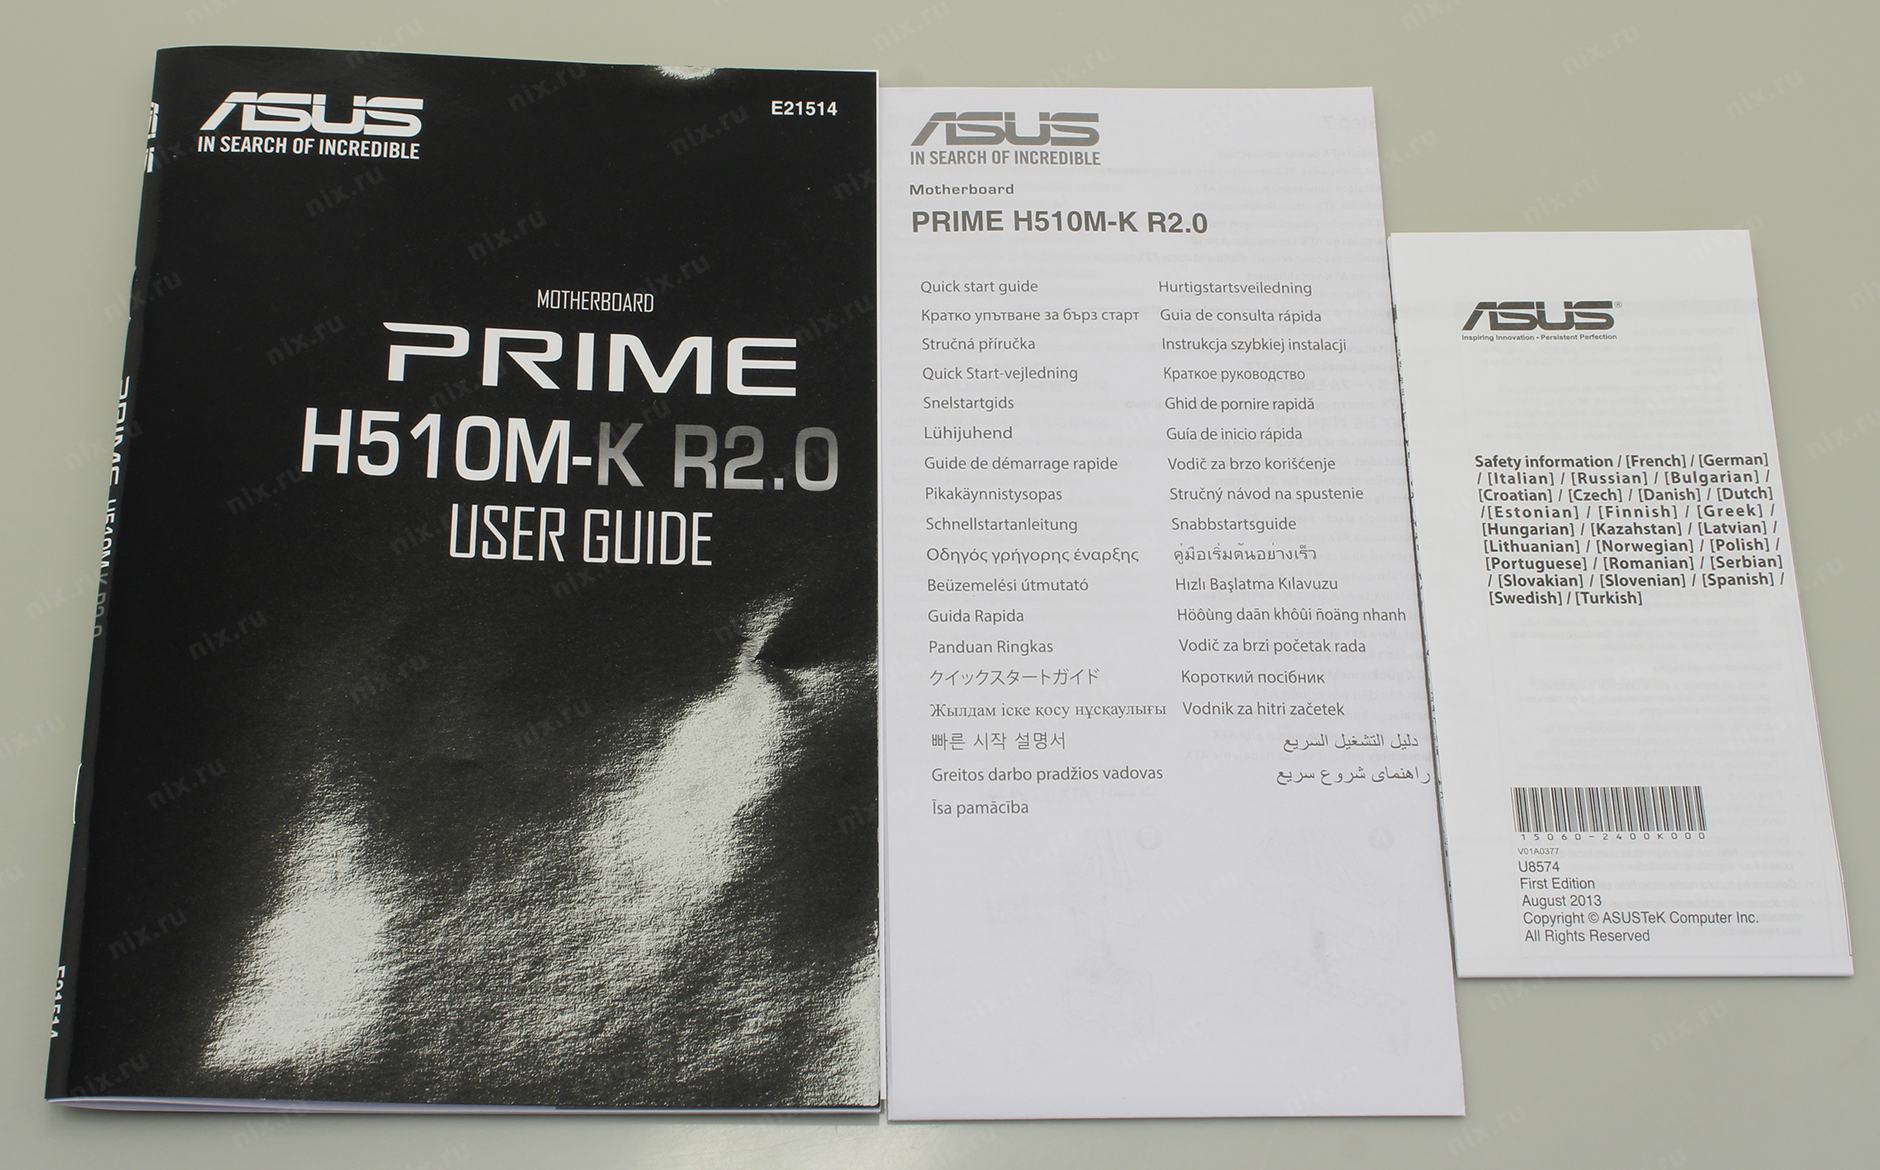 ASUS
IN SEARCH OF INCREDIBLE
E21514
MOTHERBOARD
PRIME
H510M-K R2.0
USER GUIDE
PRIME H510M-K R2.0
E21514
ASUS
IN SEARCH OF INCREDIBLE
Motherboard
PRIME H510M-K R2.0
Quick start guide
Кратко упътване за бърз старт
Stručná příručka
Quick Start-vejledning
Snelstartgids
Lühijuhend
Guide de démarrage rapide
Pikakäynnistysopas
Schnellstartanleitung
Οδηγός γρήγορης έναρξης
Beüzemelési útmutató
Guida Rapida
Panduan Ringkas
クイックスタートガイド
Жылдам іске қосу нұсқаулығы
빠른 시작 설명서
Greitos darbo pradžios vadovas
Īsa pamācība
Hurtigstartsveiledning
Guia de consulta rápida
Instrukcja szybkiej instalacji
Краткое руководство
Ghid de pornire rapidă
Guía de inicio rápida
Vodič za brzo korišćenje
Stručný návod na spustenie
Snabbstartsguide
คู่มือเริ่มต้นอย่างเร็ว
Hızlı Başlatma Kılavuzu
Höôùng daãn khôûi ñoäng nhanh
Vodič za brzi početak rada
Короткий посібник
Vodnik za hitri začetek
دليل التشغيل السريع
راهنمای شروع سریع
ASUS®
Inspiring Innovation • Persistent Perfection
Safety information / [French] / [German]
/ [Italian] / [Russian] / [Bulgarian] /
[Croatian] / [Czech] / [Danish] / [Dutch]
/ [Estonian] / [Finnish] / [Greek] /
[Hungarian] / [Kazahstan] / [Latvian] /
[Lithuanian] / [Norwegian] / [Polish] /
[Portuguese] / [Romanian] / [Serbian]
/ [Slovakian] / [Slovenian] / [Spanish] /
[Swedish] / [Turkish]
15060-2400K000
V01A0377
U8574
First Edition
August 2013
Copyright © ASUSTeK Computer Inc.
All Rights Reserved
nix.ru